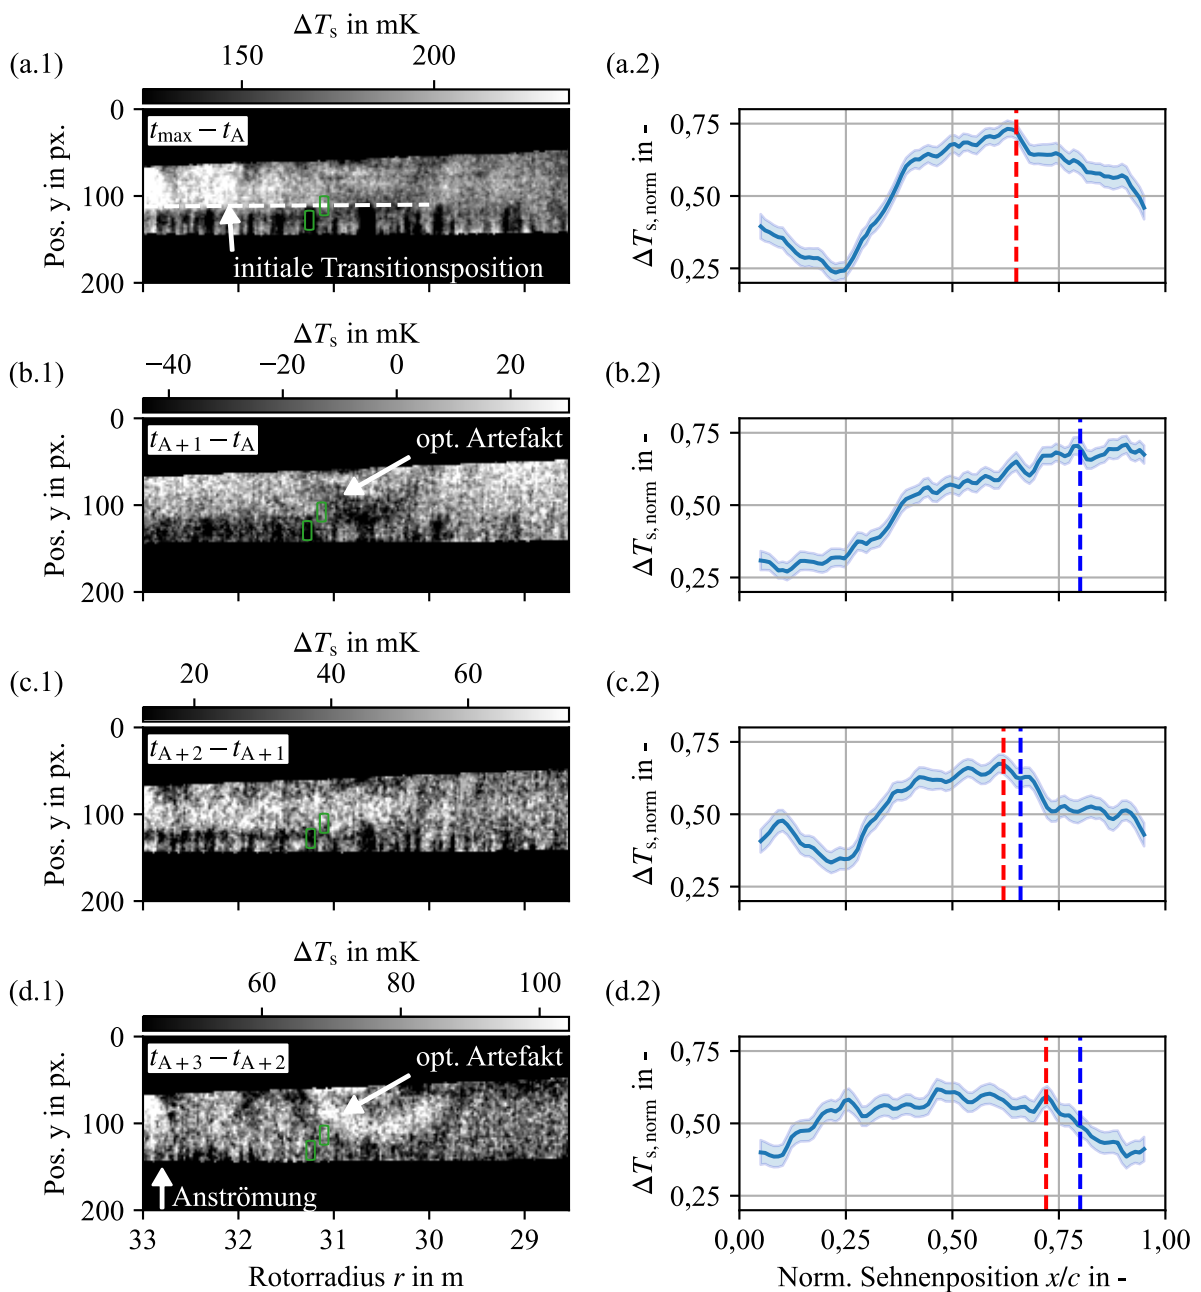 ΔTs in mK
(a.1)
150 200
0
100
200
Pos. y in px.
tmax − tA
initiale Transitionsposition
(a.2)
0,75
0,50
0,25
ΔTs, norm in -
ΔTs in mK
(b.1)
−40 −20 0 20
0
100
200
Pos. y in px.
tA + 1 − tA
opt. Artefakt
(b.2)
0,75
0,50
0,25
ΔTs, norm in -
ΔTs in mK
(c.1)
20 40 60
0
100
200
Pos. y in px.
tA + 2 − tA + 1
(c.2)
0,75
0,50
0,25
ΔTs, norm in -
ΔTs in mK
(d.1)
60 80 100
0
100
200
Pos. y in px.
tA + 3 − tA + 2
opt. Artefakt
Anströmung
33 32 31 30 29
Rotorradius r in m
(d.2)
0,75
0,50
0,25
ΔTs, norm in -
0,00 0,25 0,50 0,75 1,00
Norm. Sehnenposition x/c in -